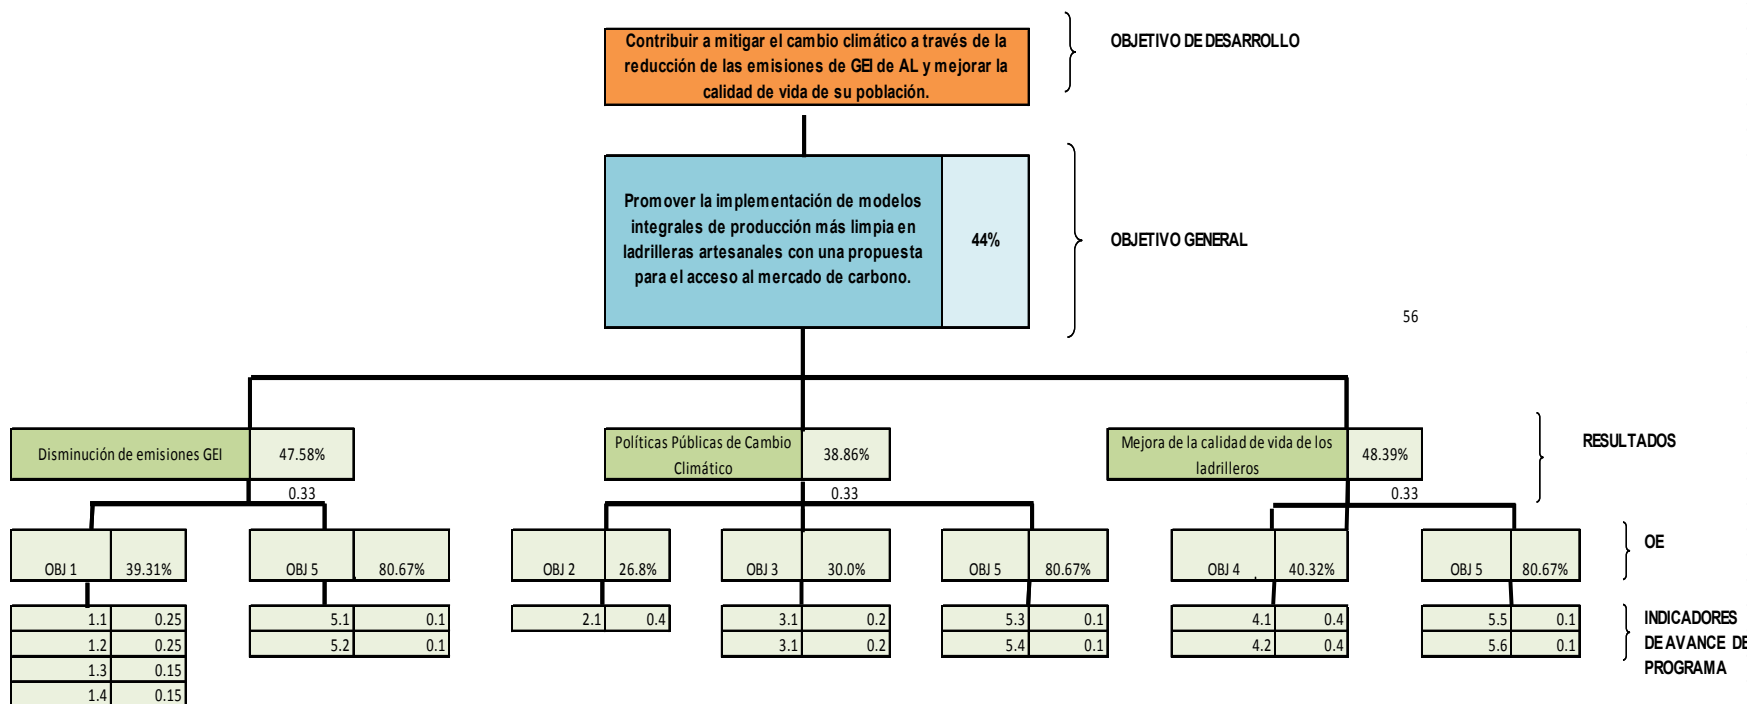 Contribuir a mitigar el cambio climático a través de la
reducción de las emisiones de GEI de AL y mejorar la
calidad de vida de su población.
OBJETIVO DE DESARROLLO
Promover la implementación de modelos
integrales de producción más limpia en
ladrilleras artesanales con una propuesta
para el acceso al mercado de carbono.
44%
OBJETIVO GENERAL
56
Disminución de emisiones GEI
47.58%
Políticas Públicas de Cambio
Climático
38.86%
Mejora de la calidad de vida de los
ladrilleros
48.39%
RESULTADOS
0.33
0.33
0.33
OBJ 1 39.31%
OBJ 5 80.67%
OBJ 2 26.8%
OBJ 3 30.0%
OBJ 5 80.67%
OBJ 4 40.32%
OBJ 5 80.67%
OE
1.1 0.25
1.2 0.25
1.3 0.15
1.4 0.15
5.1 0.1
5.2 0.1
2.1 0.4
3.1 0.2
3.1 0.2
5.3 0.1
5.4 0.1
4.1 0.4
4.2 0.4
5.5 0.1
5.6 0.1
INDICADORES
DE AVANCE DE
PROGRAMA